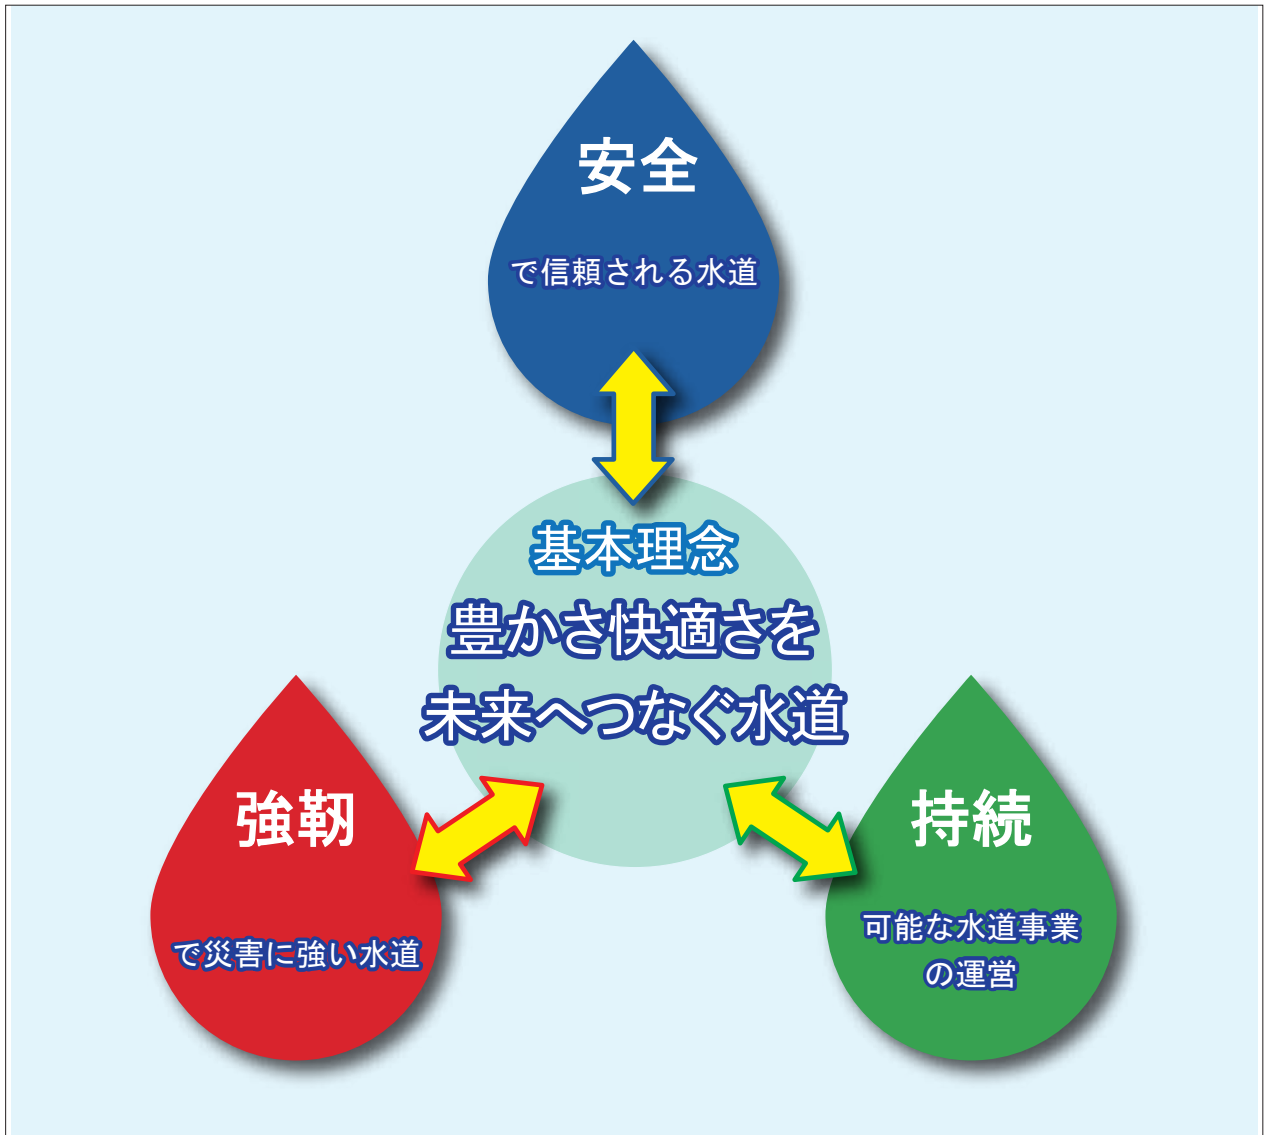 安全
で信頼される水道
基本理念
豊かさ快適さを
未来へつなぐ水道
強靭
で災害に強い水道
持続
可能な水道事業
の運営